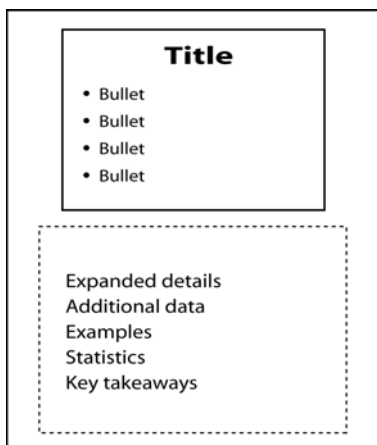 Title
• Bullet
• Bullet
• Bullet
• Bullet
Expanded details
Additional data
Examples
Statistics
Key takeaways